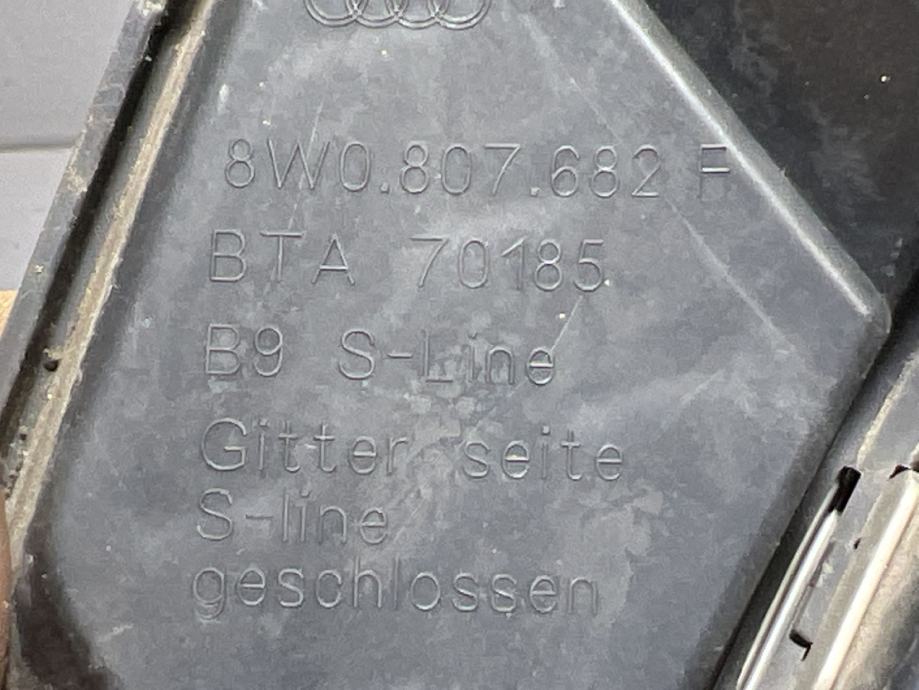 8W0.807.682 F
BTA 70185
B9 S-Line
Gitter seite
S-line
geschlossen